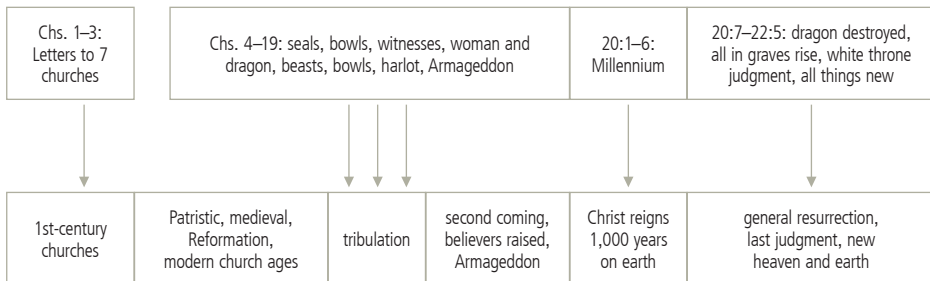 Chs. 1–3:
Letters to 7
churches
Chs. 4–19: seals, bowls, witnesses, woman and
dragon, beasts, bowls, harlot, Armageddon
20:1–6:
Millennium
20:7–22:5: dragon destroyed,
all in graves rise, white throne
judgment, all things new
1st-century
churches
Patristic, medieval,
Reformation,
modern church ages
tribulation
second coming,
believers raised,
Armageddon
Christ reigns
1,000 years
on earth
general resurrection,
last judgment, new
heaven and earth